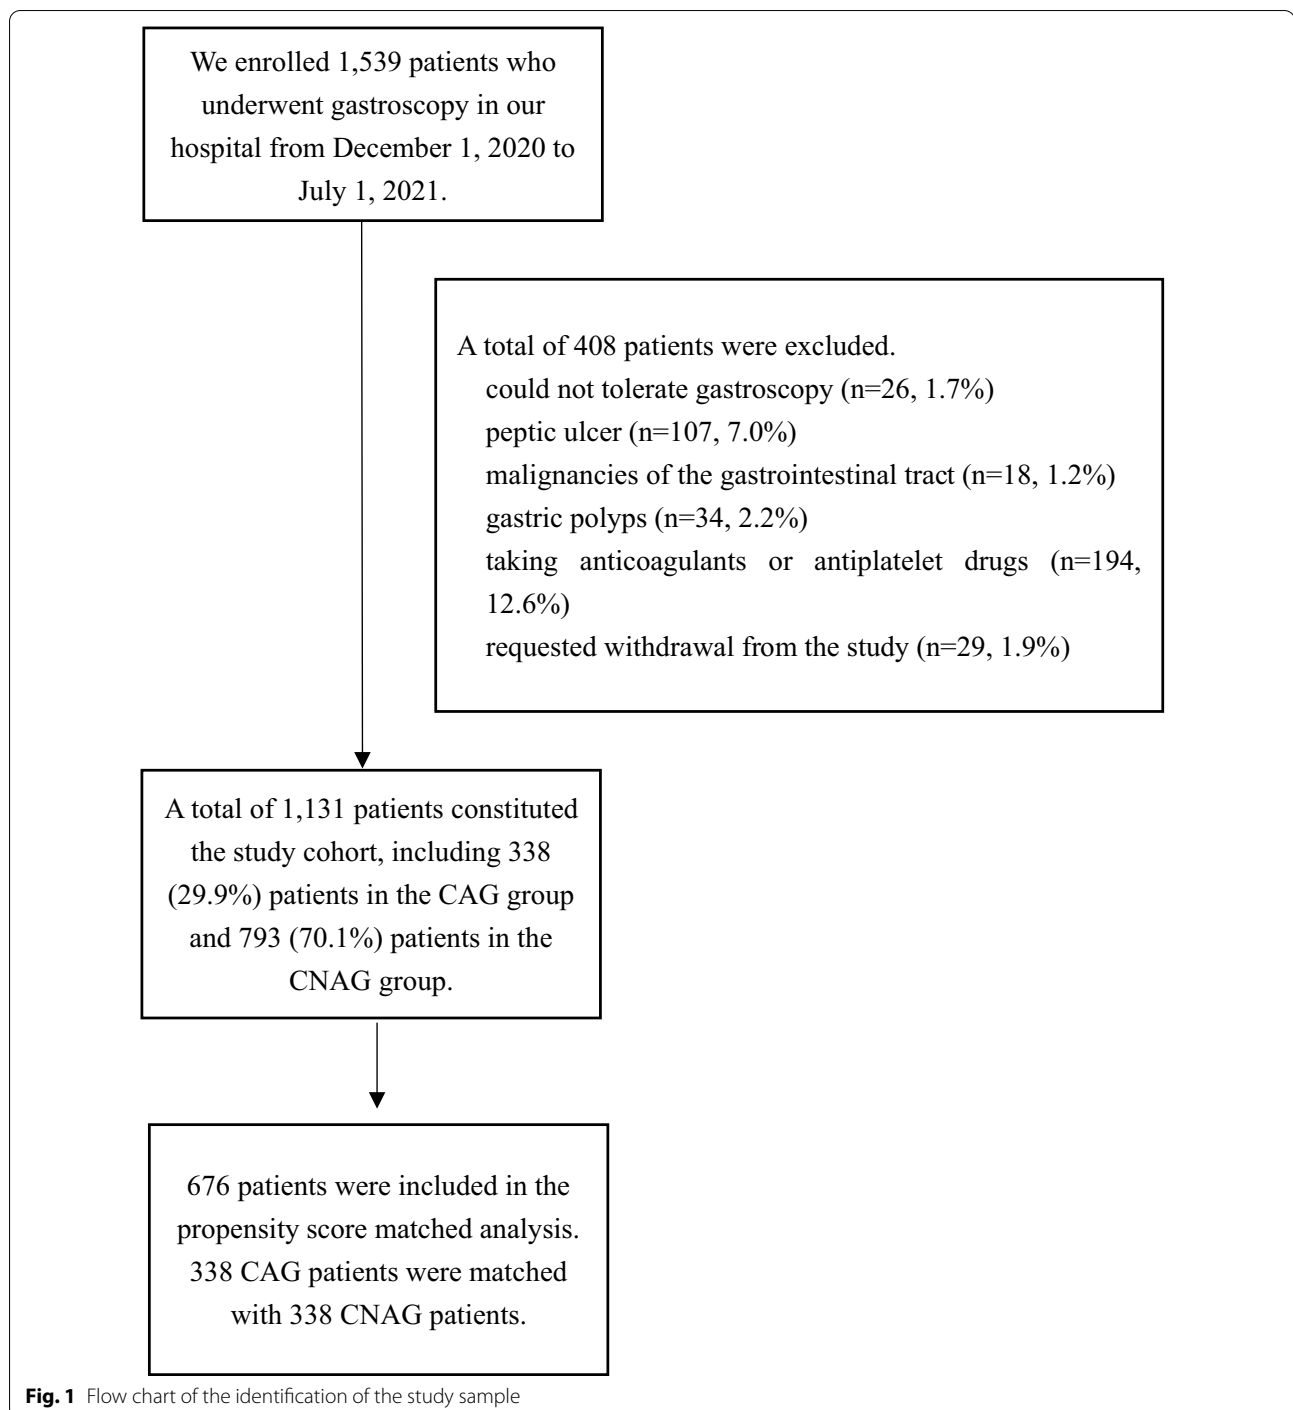 We enrolled 1,539 patients who
underwent gastroscopy in our
hospital from December 1, 2020 to
July 1, 2021.
A total of 408 patients were excluded.
could not tolerate gastroscopy (n=26, 1.7%)
peptic ulcer (n=107, 7.0%)
malignancies of the gastrointestinal tract (n=18, 1.2%)
gastric polyps (n=34, 2.2%)
taking anticoagulants or antiplatelet drugs (n=194,
12.6%)
requested withdrawal from the study (n=29, 1.9%)
A total of 1,131 patients constituted
the study cohort, including 338
(29.9%) patients in the CAG group
and 793 (70.1%) patients in the
CNAG group.
676 patients were included in the
propensity score matched analysis.
338 CAG patients were matched
with 338 CNAG patients.
Fig. 1 Flow chart of the identification of the study sample